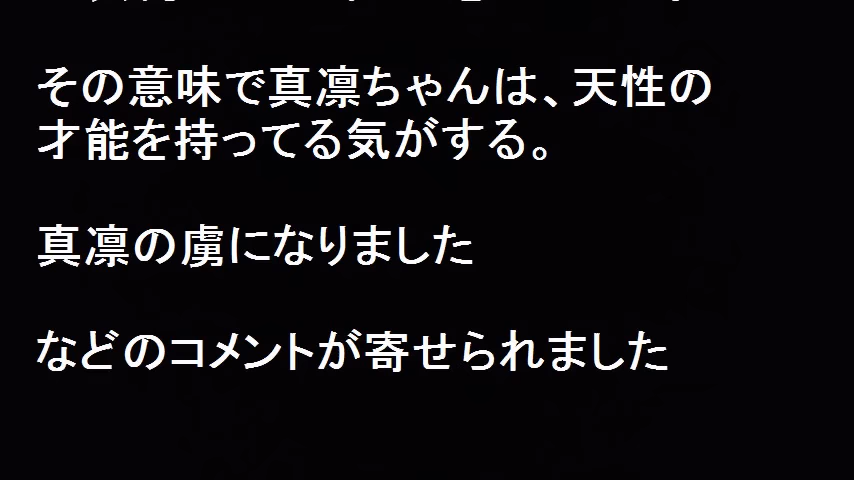 その意味で真凛ちゃんは、天性の
才能を持ってる気がする。
真凛の虜になりました
などのコメントが寄せられました